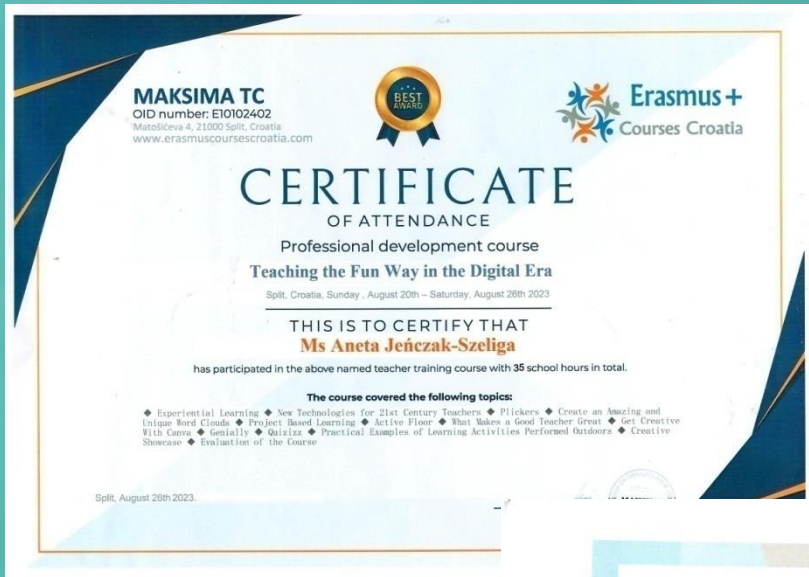 MAKSIMA TC
OID number: E10102402
Matošićeva 4, 21000 Split, Croatia
www.erasmuscoursescroatia.com
BEST
AWARD
Erasmus +
Courses Croatia
CERTIFICATE
OF ATTENDANCE
Professional development course
Teaching the Fun Way in the Digital Era
Split, Croatia, Sunday , August 20th – Saturday, August 26th 2023
THIS IS TO CERTIFY THAT
Ms Aneta Jeńczak-Szeliga
has participated in the above named teacher training course with 35 school hours in total.
The course covered the following topics:
◆ Experiential Learning ◆ New Technologies for 21st Century Teachers ◆ Plickers ◆ Create an Amazing and
Unique Word Clouds ◆ Project Based Learning ◆ Active Floor ◆ What Makes a Good Teacher Great ◆ Get Creative
With Canva ◆ Genially ◆ Quizizz ◆ Practical Examples of Learning Activities Performed Outdoors ◆ Creative
Showcase ◆ Evaluation of the Course
Split, August 26th 2023.